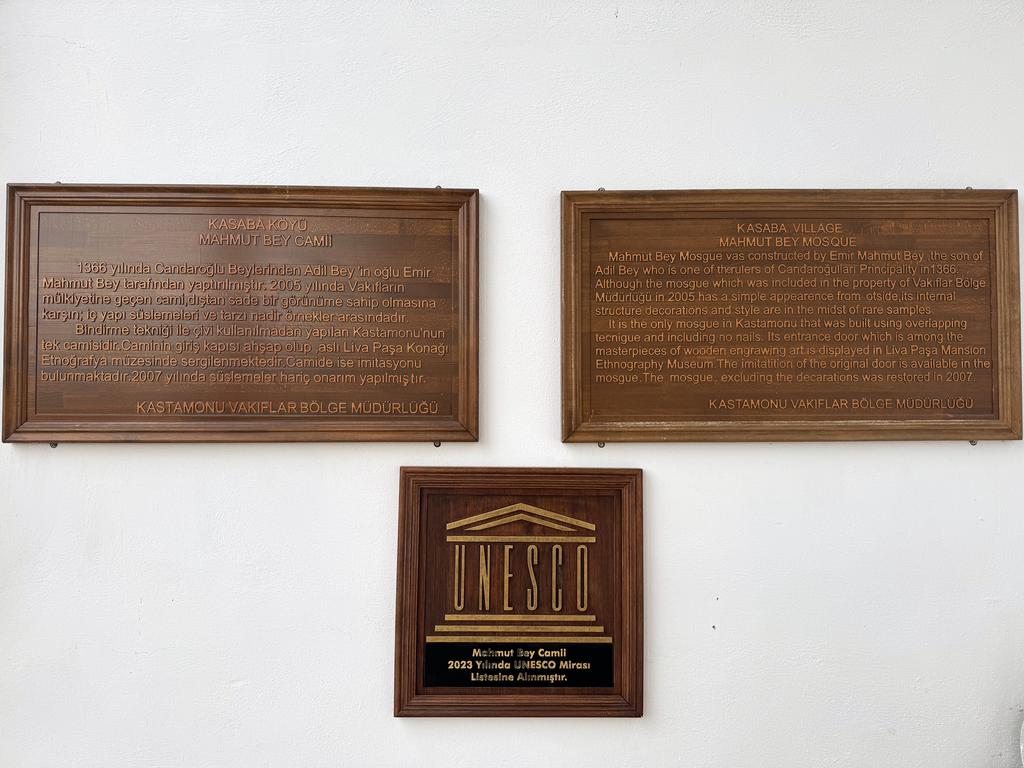 KASABA KÖYÜ
MAHMUT BEY CAMİİ
1366 yılında Candaroğlu Beylerinden Adil Bey'in oğlu Emir
Mahmut Bey tarafından yaptırılmıştır. 2005 yılında Vakıfların
mülkiyetine geçen cami,dıştan sade bir görünüme sahip olmasına
karşın; iç yapı süslemeleri ve tarzı nadir örnekler arasındadır.
Bindirme tekniği ile çivi kullanılmadan yapılan Kastamonu'nun
tek camisidir.Caminin giriş kapısı ahşap olup ,aslı Liva Paşa Konağı
Etnoğrafya müzesinde sergilenmektedir.Camide ise imitasyonu
bulunmaktadır.2007 yılında süslemeler hariç onarım yapılmıştır.
KASTAMONU VAKIFLAR BÖLGE MÜDÜRLÜĞÜ
KASABA VILLAGE
MAHMUT BEY MOSQUE
Mahmut Bey Mosgue vas constructed by Emir Mahmut Bey ,the son of
Adil Bey who is one of therulers of Candaroğulları Principality in1366.
Although the mosgue which was included in the property of Vakıflar Bölge
Müdürlüğü in 2005 has a simple appearence from otside,its internal
structure decorations and style are in the midst of rare samples.
It is the only mosgue in Kastamonu that was built using overlapping
tecnigue and including no nails. Its entrance door which is among the
masterpieces of wooden engrawing art is displayed in Liva Paşa Mansion
Ethnography Museum.The imitatition of the original door is available in the
mosgue.The mosgue, excluding the decarations was restored in 2007.
KASTAMONU VAKIFLAR BÖLGE MÜDÜRLÜĞÜ
UNESCO
Mahmut Bey Camii
2023 Yılında UNESCO Mirası
Listesine Alınmıştır.